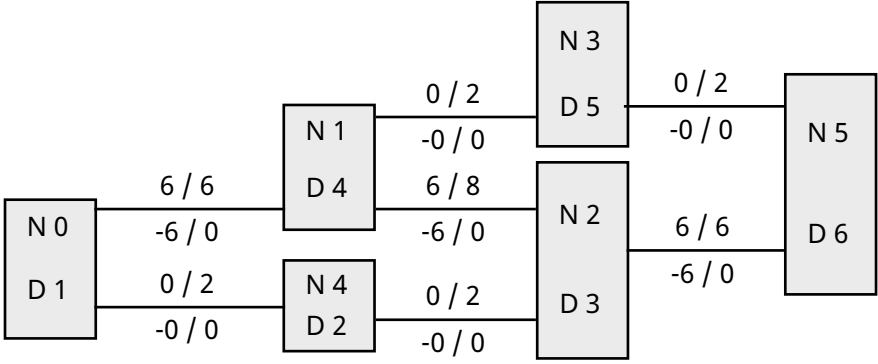 N 3
D 5
0 / 2
-0 / 0
0 / 2
-0 / 0
N 5
D 6
N 1
D 4
6 / 6
-6 / 0
6 / 8
-6 / 0
N 2
D 3
6 / 6
-6 / 0
N 0
D 1
0 / 2
-0 / 0
N 4
D 2
0 / 2
-0 / 0